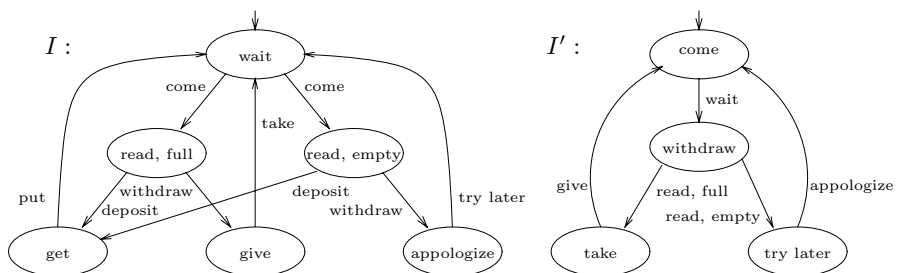 I :
wait
come
come
take
read, full
read, empty
withdraw
deposit
put
deposit
withdraw
try later
get
give
appologize
I′ :
come
wait
withdraw
give
read, full
read, empty
appologize
take
try later